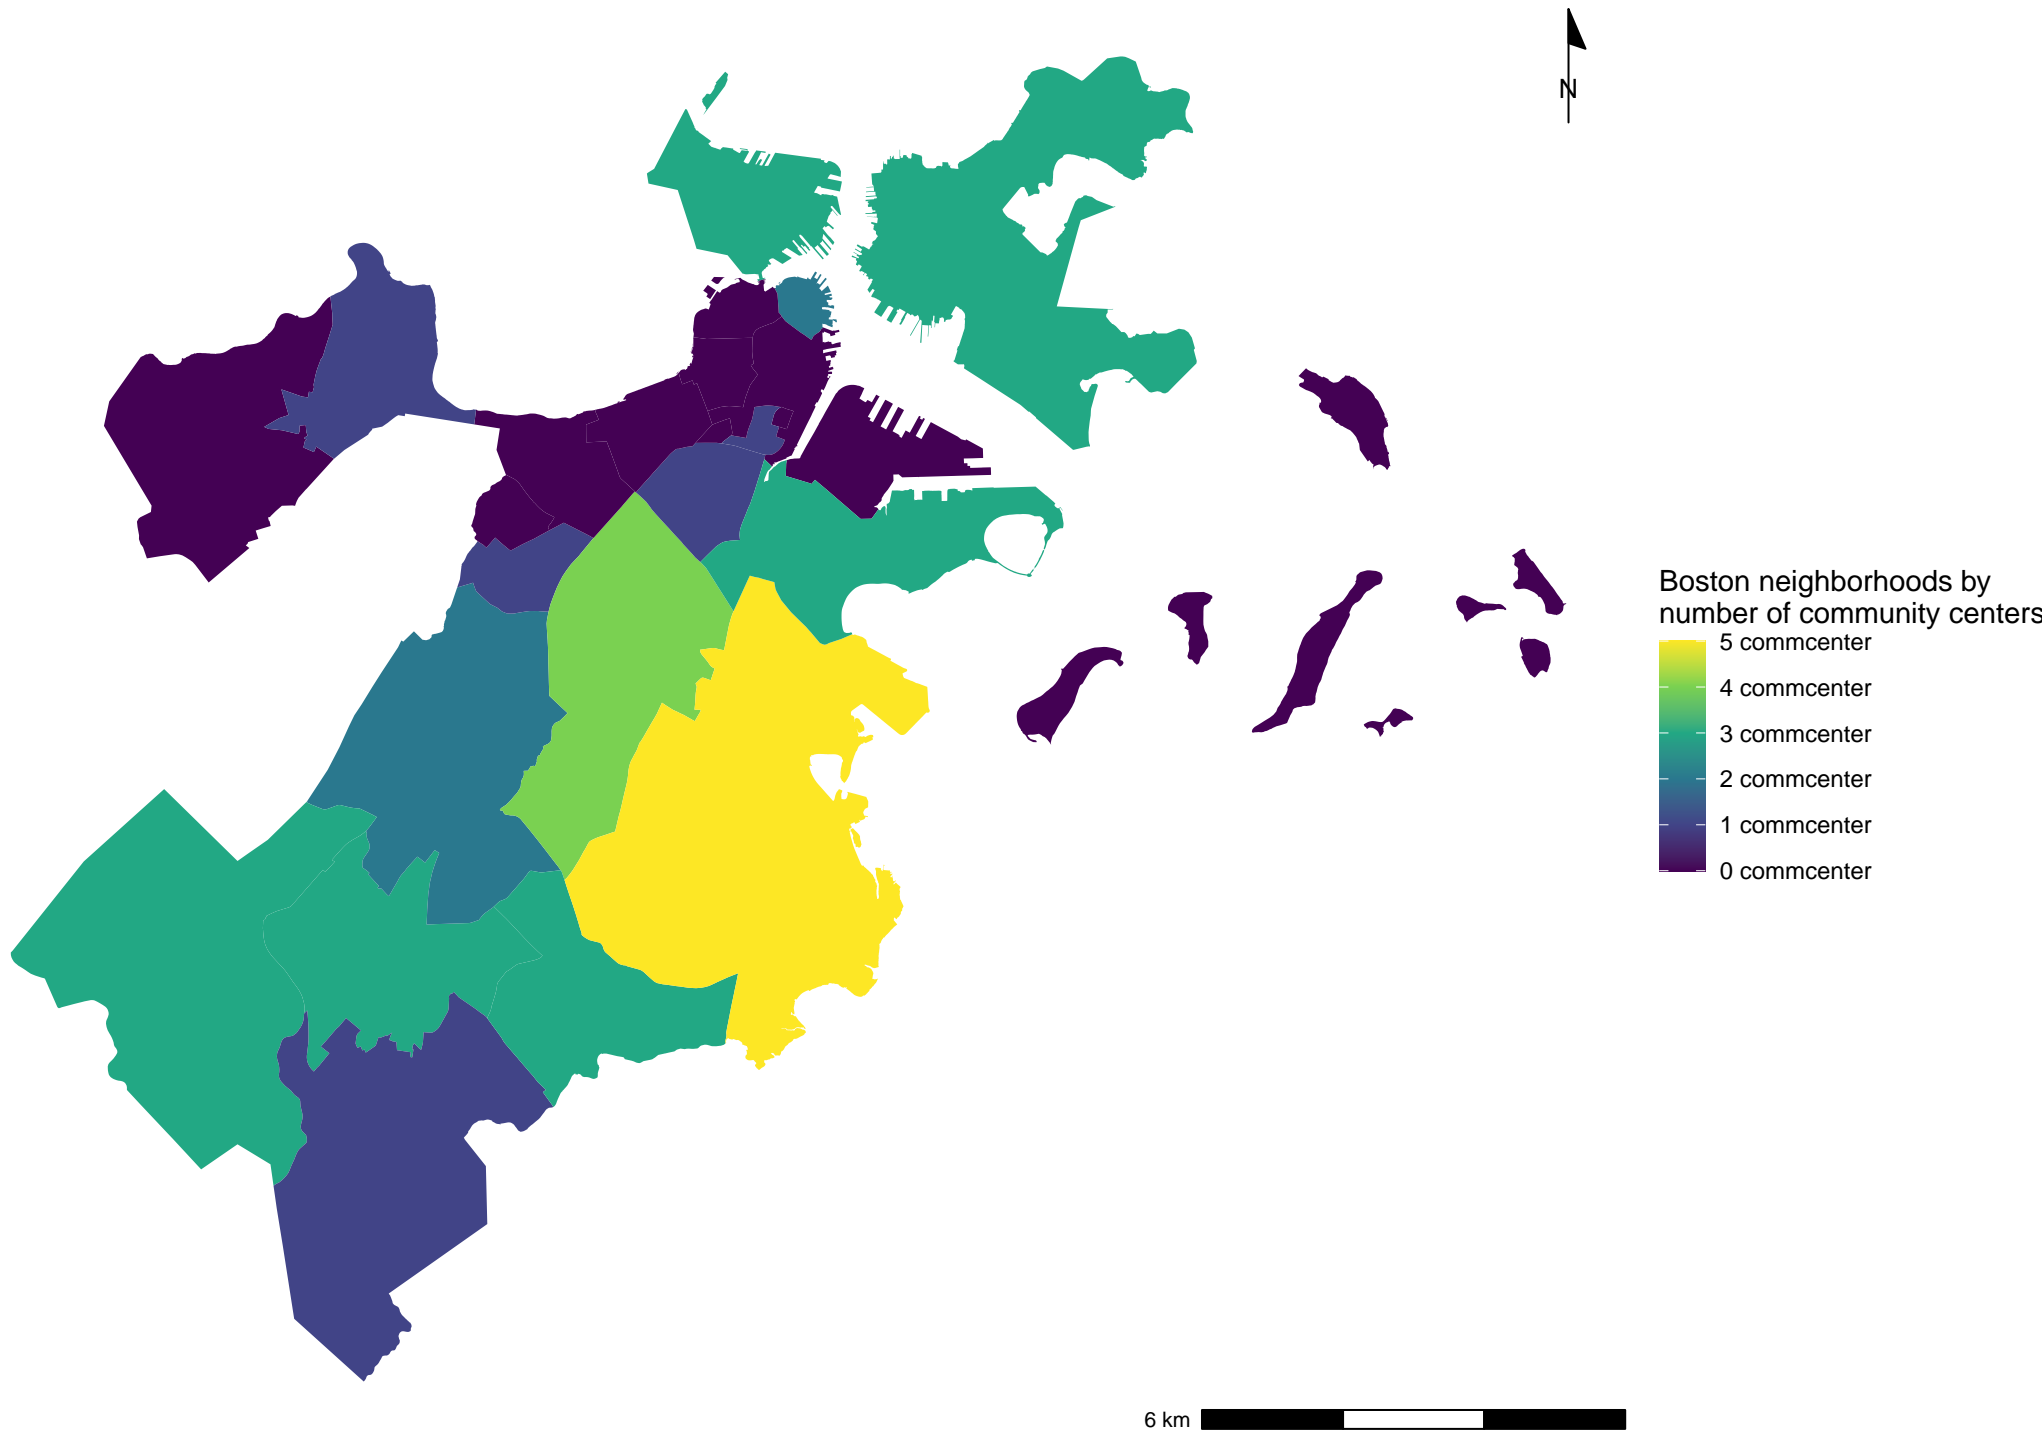 N
Boston neighborhoods by
number of community centers
5 commcenter
4 commcenter
3 commcenter
2 commcenter
1 commcenter
0 commcenter
6 km